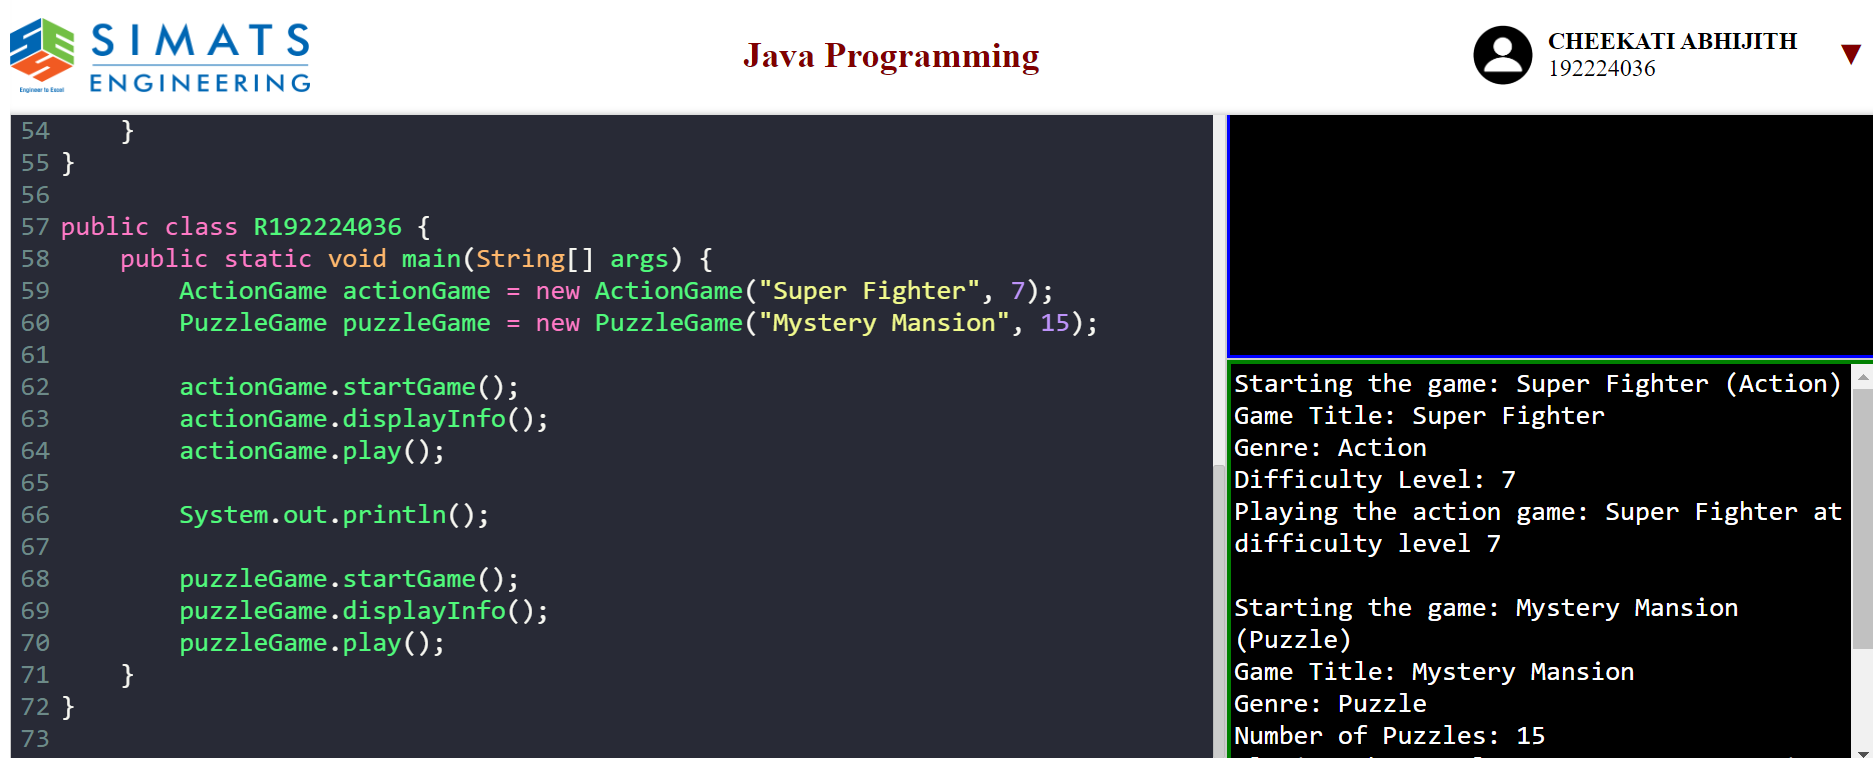 SIMATS
ENGINEERING
Engineer to Excel
Java Programming
CHEEKATI ABHIJITH
192224036
54 }
55 }
56
57 public class R192224036 {
58 public static void main(String[] args) {
59 ActionGame actionGame = new ActionGame("Super Fighter", 7);
60 PuzzleGame puzzleGame = new PuzzleGame("Mystery Mansion", 15);
61
62 actionGame.startGame();
63 actionGame.displayInfo();
64 actionGame.play();
65
66 System.out.println();
67
68 puzzleGame.startGame();
69 puzzleGame.displayInfo();
70 puzzleGame.play();
71 }
72 }
73
Starting the game: Super Fighter (Action)
Game Title: Super Fighter
Genre: Action
Difficulty Level: 7
Playing the action game: Super Fighter at
difficulty level 7
Starting the game: Mystery Mansion
(Puzzle)
Game Title: Mystery Mansion
Genre: Puzzle
Number of Puzzles: 15